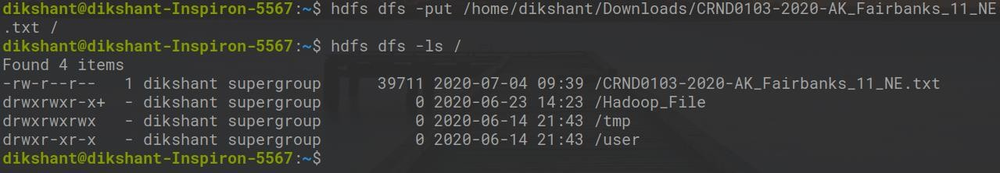 dikshant@dikshant-Inspiron-5567:~$ hdfs dfs -put /home/dikshant/Downloads/CRND0103-2020-AK_Fairbanks_11_NE
.txt /
dikshant@dikshant-Inspiron-5567:~$ hdfs dfs -ls /
Found 4 items
-rw-r--r--   1 dikshant supergroup      39711 2020-07-04 09:39 /CRND0103-2020-AK_Fairbanks_11_NE.txt
drwxrwxr-x+  - dikshant supergroup          0 2020-06-23 14:23 /Hadoop_File
drwxrwxrwx   - dikshant supergroup          0 2020-06-14 21:43 /tmp
drwxr-xr-x   - dikshant supergroup          0 2020-06-14 21:43 /user
dikshant@dikshant-Inspiron-5567:~$